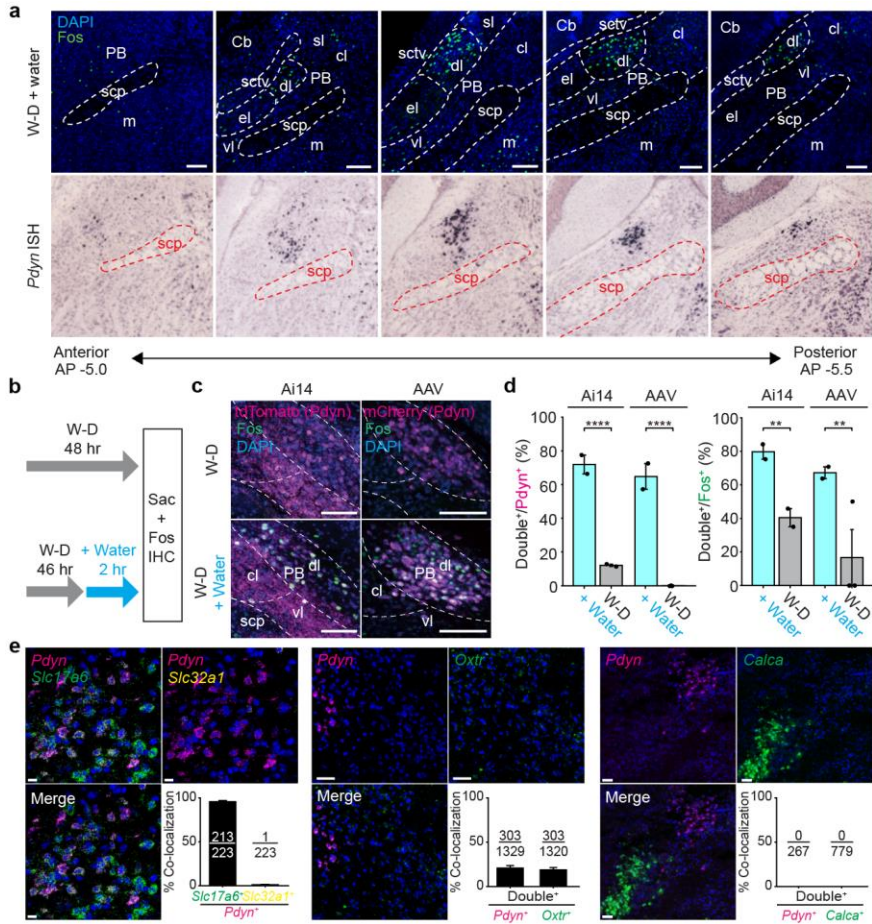 a
DAPI
Fos
PB
scp
m
Cb
sl
sctv
cl
dl
PB
el
scp
vl
m
sl
sctv
cl
dl
PB
el
scp
vl
m
Cb
sctv
cl
dl
PB
el
vl
scp
m
Cb
cl
sctv
dl
vl
PB
el
scp
m
W-D + water
Pdyn ISH
scp
scp
scp
scp
scp
Anterior
AP -5.0
Posterior
AP -5.5
b
W-D
48 hr
W-D
46 hr
+ Water
2 hr
Sac
+
Fos
IHC
c
Ai14
AAV
tdTomato (Pdyn)
Fos
DAPI
mCherry (Pdyn)
Fos
DAPI
W-D
W-D
+ Water
cl
PB
dl
scp
vl
dl
PB
cl
vl
d
Ai14
AAV
Double⁺/Pdyn⁺ (%)
100
80
60
40
20
0
****
****
+ Water
W-D
+ Water
W-D
Ai14
AAV
Double⁺/Fos⁺ (%)
100
80
60
40
20
0
**
**
+ Water
W-D
+ Water
W-D
e
Pdyn
Slc17a6
Pdyn
Slc32a1
Merge
% Co-localization
100
50
0
213
223
1
223
Slc17a6⁺
Slc32a1⁺
Pdyn⁺
Pdyn
Oxtr
Merge
% Co-localization
100
50
0
303
1329
303
1320
Double⁺
Pdyn⁺
Oxtr⁺
Pdyn
Calca
Merge
% Co-localization
100
50
0
0
267
0
779
Double⁺
Pdyn⁺
Calca⁺